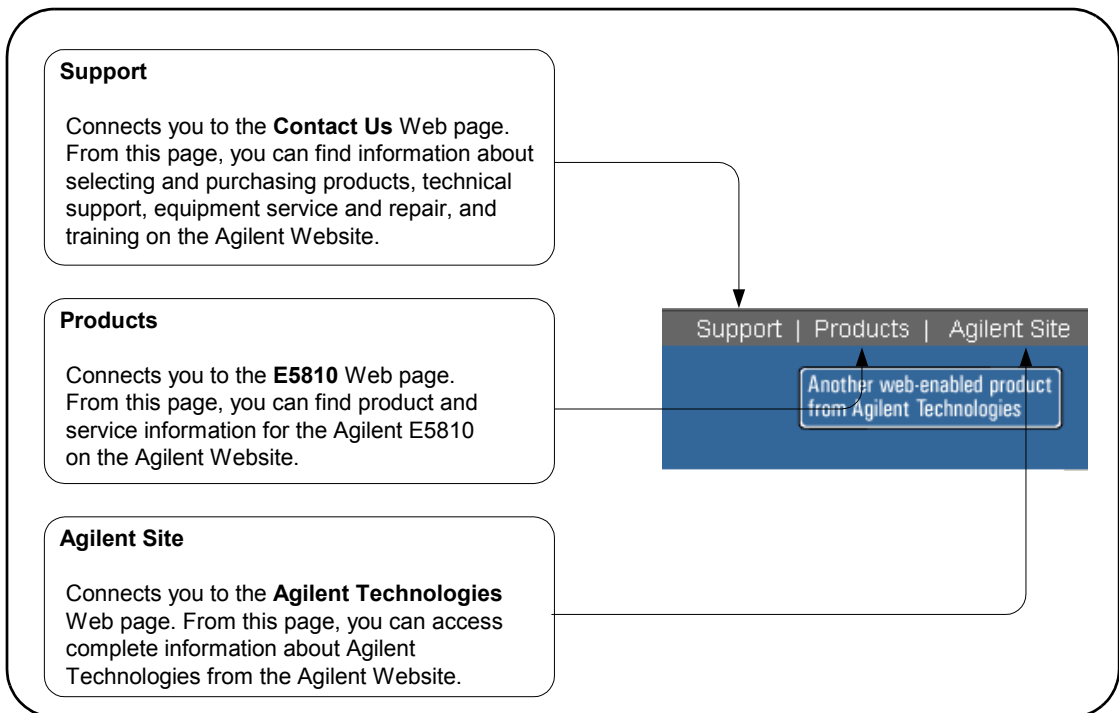 Support
Connects you to the Contact Us Web page.
From this page, you can find information about
selecting and purchasing products, technical
support, equipment service and repair, and
training on the Agilent Website.
Products
Connects you to the E5810 Web page.
From this page, you can find product and
service information for the Agilent E5810
on the Agilent Website.
Agilent Site
Connects you to the Agilent Technologies
Web page. From this page, you can access
complete information about Agilent
Technologies from the Agilent Website.
Support | Products | Agilent Site
Another web-enabled product
from Agilent Technologies